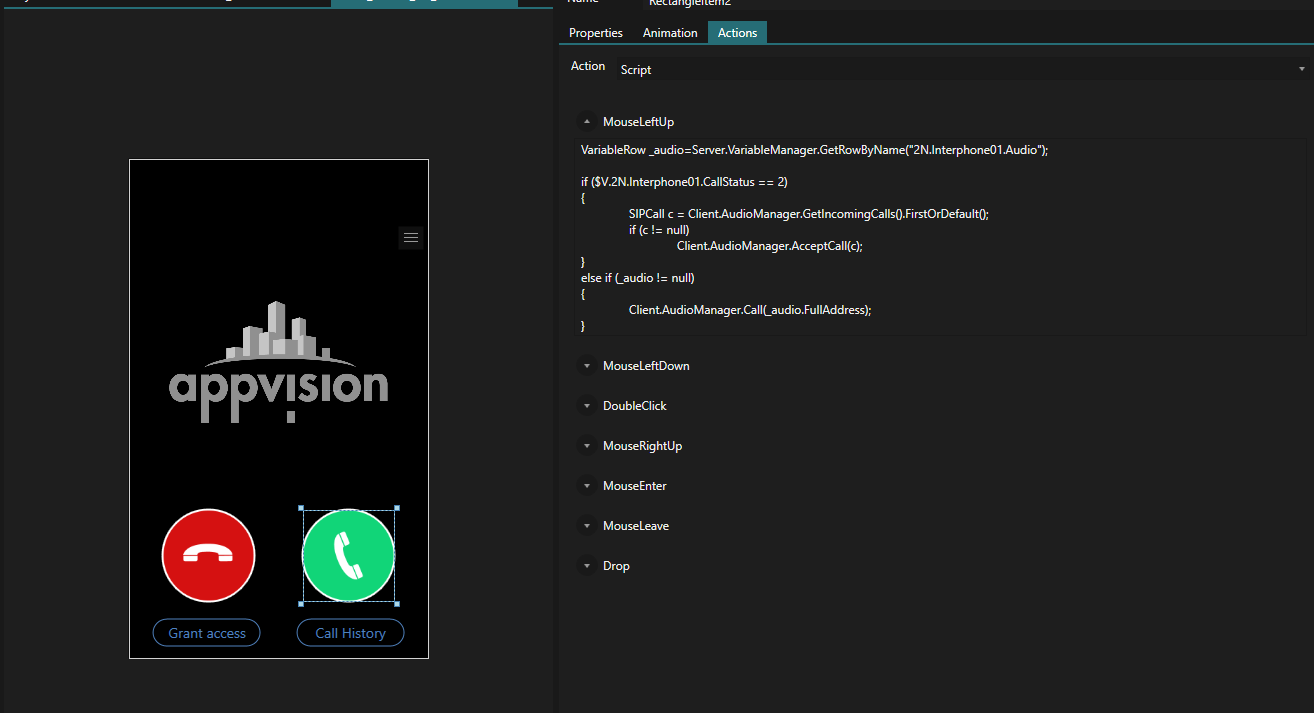 RectangleItem2
Properties Animation Actions
Action Script
MouseLeftUp
VariableRow _audio=Server.VariableManager.GetRowByName("2N.Interphone01.Audio");
if ($V.2N.Interphone01.CallStatus == 2)
{
SIPCall c = Client.AudioManager.GetIncomingCalls().FirstOrDefault();
if (c != null)
Client.AudioManager.AcceptCall(c);
}
else if (_audio != null)
{
Client.AudioManager.Call(_audio.FullAddress);
}
MouseLeftDown
DoubleClick
MouseRightUp
MouseEnter
MouseLeave
Drop
appvision
Grant access
Call History